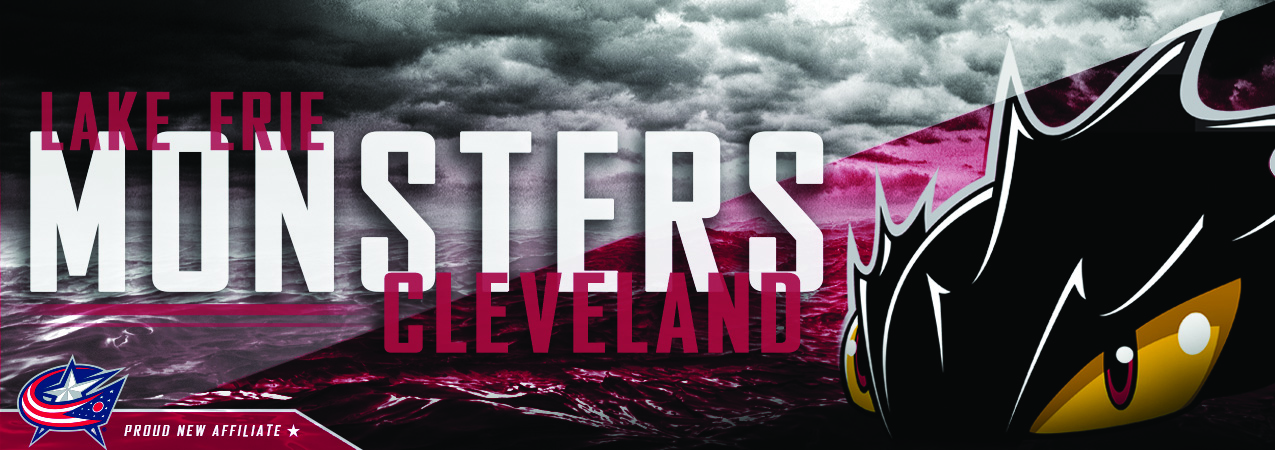 LAKE ERIE
MONSTERS
CLEVELAND
PROUD NEW AFFILIATE ★